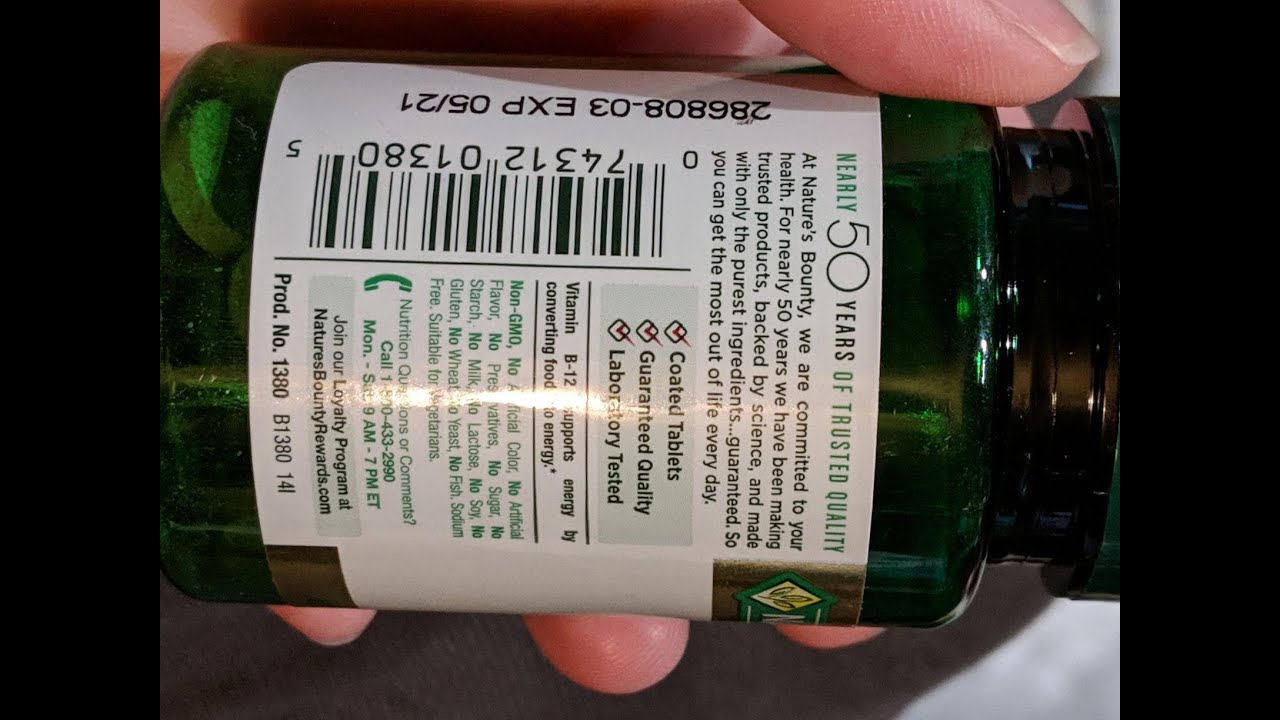 NEARLY 50 YEARS OF TRUSTED QUALITY
At Nature's Bounty, we are committed to your
health. For nearly 50 years we have been making
trusted products, backed by science, and made
with only the purest ingredients...guaranteed. So
you can get the most out of life every day.
Coated Tablets
Guaranteed Quality
Laboratory Tested
Vitamin B-12 supports energy by
converting food into energy.*
Non-GMO, No Artificial Color, No Artificial
Flavor, No Preservatives, No Sugar, No
Starch, No Milk, No Lactose, No Soy, No
Gluten, No Wheat, No Yeast, No Fish. Sodium
Free. Suitable for Vegetarians.
Nutrition Questions or Comments?
Call
Mon. - Sat. 9 AM - 7 PM ET
Join our Loyalty Program at
NaturesBountyRewards.com
Prod. No. 1380 B1380 14I
286808-03 EXP 05/21
0 74312 01380 5